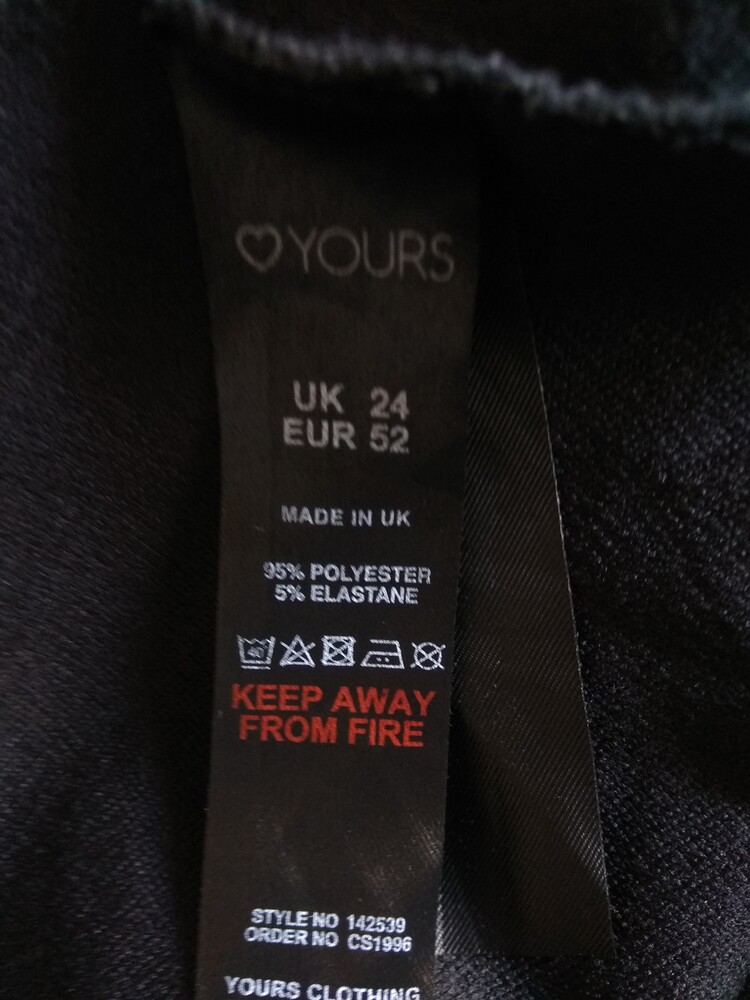 YOURS
UK 24
EUR 52
MADE IN UK
95% POLYESTER
5% ELASTANE
40
KEEP AWAY
FROM FIRE
STYLE NO 142539
ORDER NO CS1996
YOURS CLOTHING